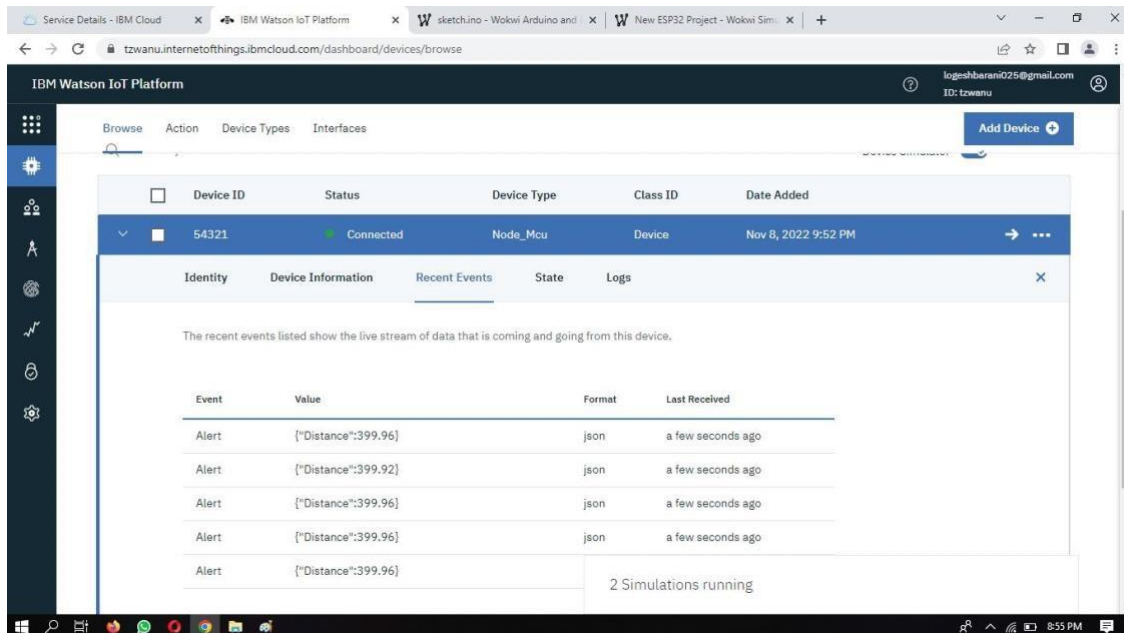 Service Details - IBM Cloud
IBM Watson IoT Platform
sketch.ino - Wokwi Arduino and
New ESP32 Project - Wokwi Simu
tzwanu.internetofthings.ibmcloud.com/dashboard/devices/browse
IBM Watson IoT Platform
logeshbarani025@gmail.com
ID: tzwanu
Browse Action Device Types Interfaces
Add Device
Device Simulator
Device ID Status Device Type Class ID Date Added
54321 Connected Node_Mcu Device Nov 8, 2022 9:52 PM
Identity Device Information Recent Events State Logs
The recent events listed show the live stream of data that is coming and going from this device.
Event Value Format Last Received
Alert {"Distance":399.96} json a few seconds ago
Alert {"Distance":399.92} json a few seconds ago
Alert {"Distance":399.96} json a few seconds ago
Alert {"Distance":399.96} json a few seconds ago
Alert {"Distance":399.96}
2 Simulations running
8:55 PM